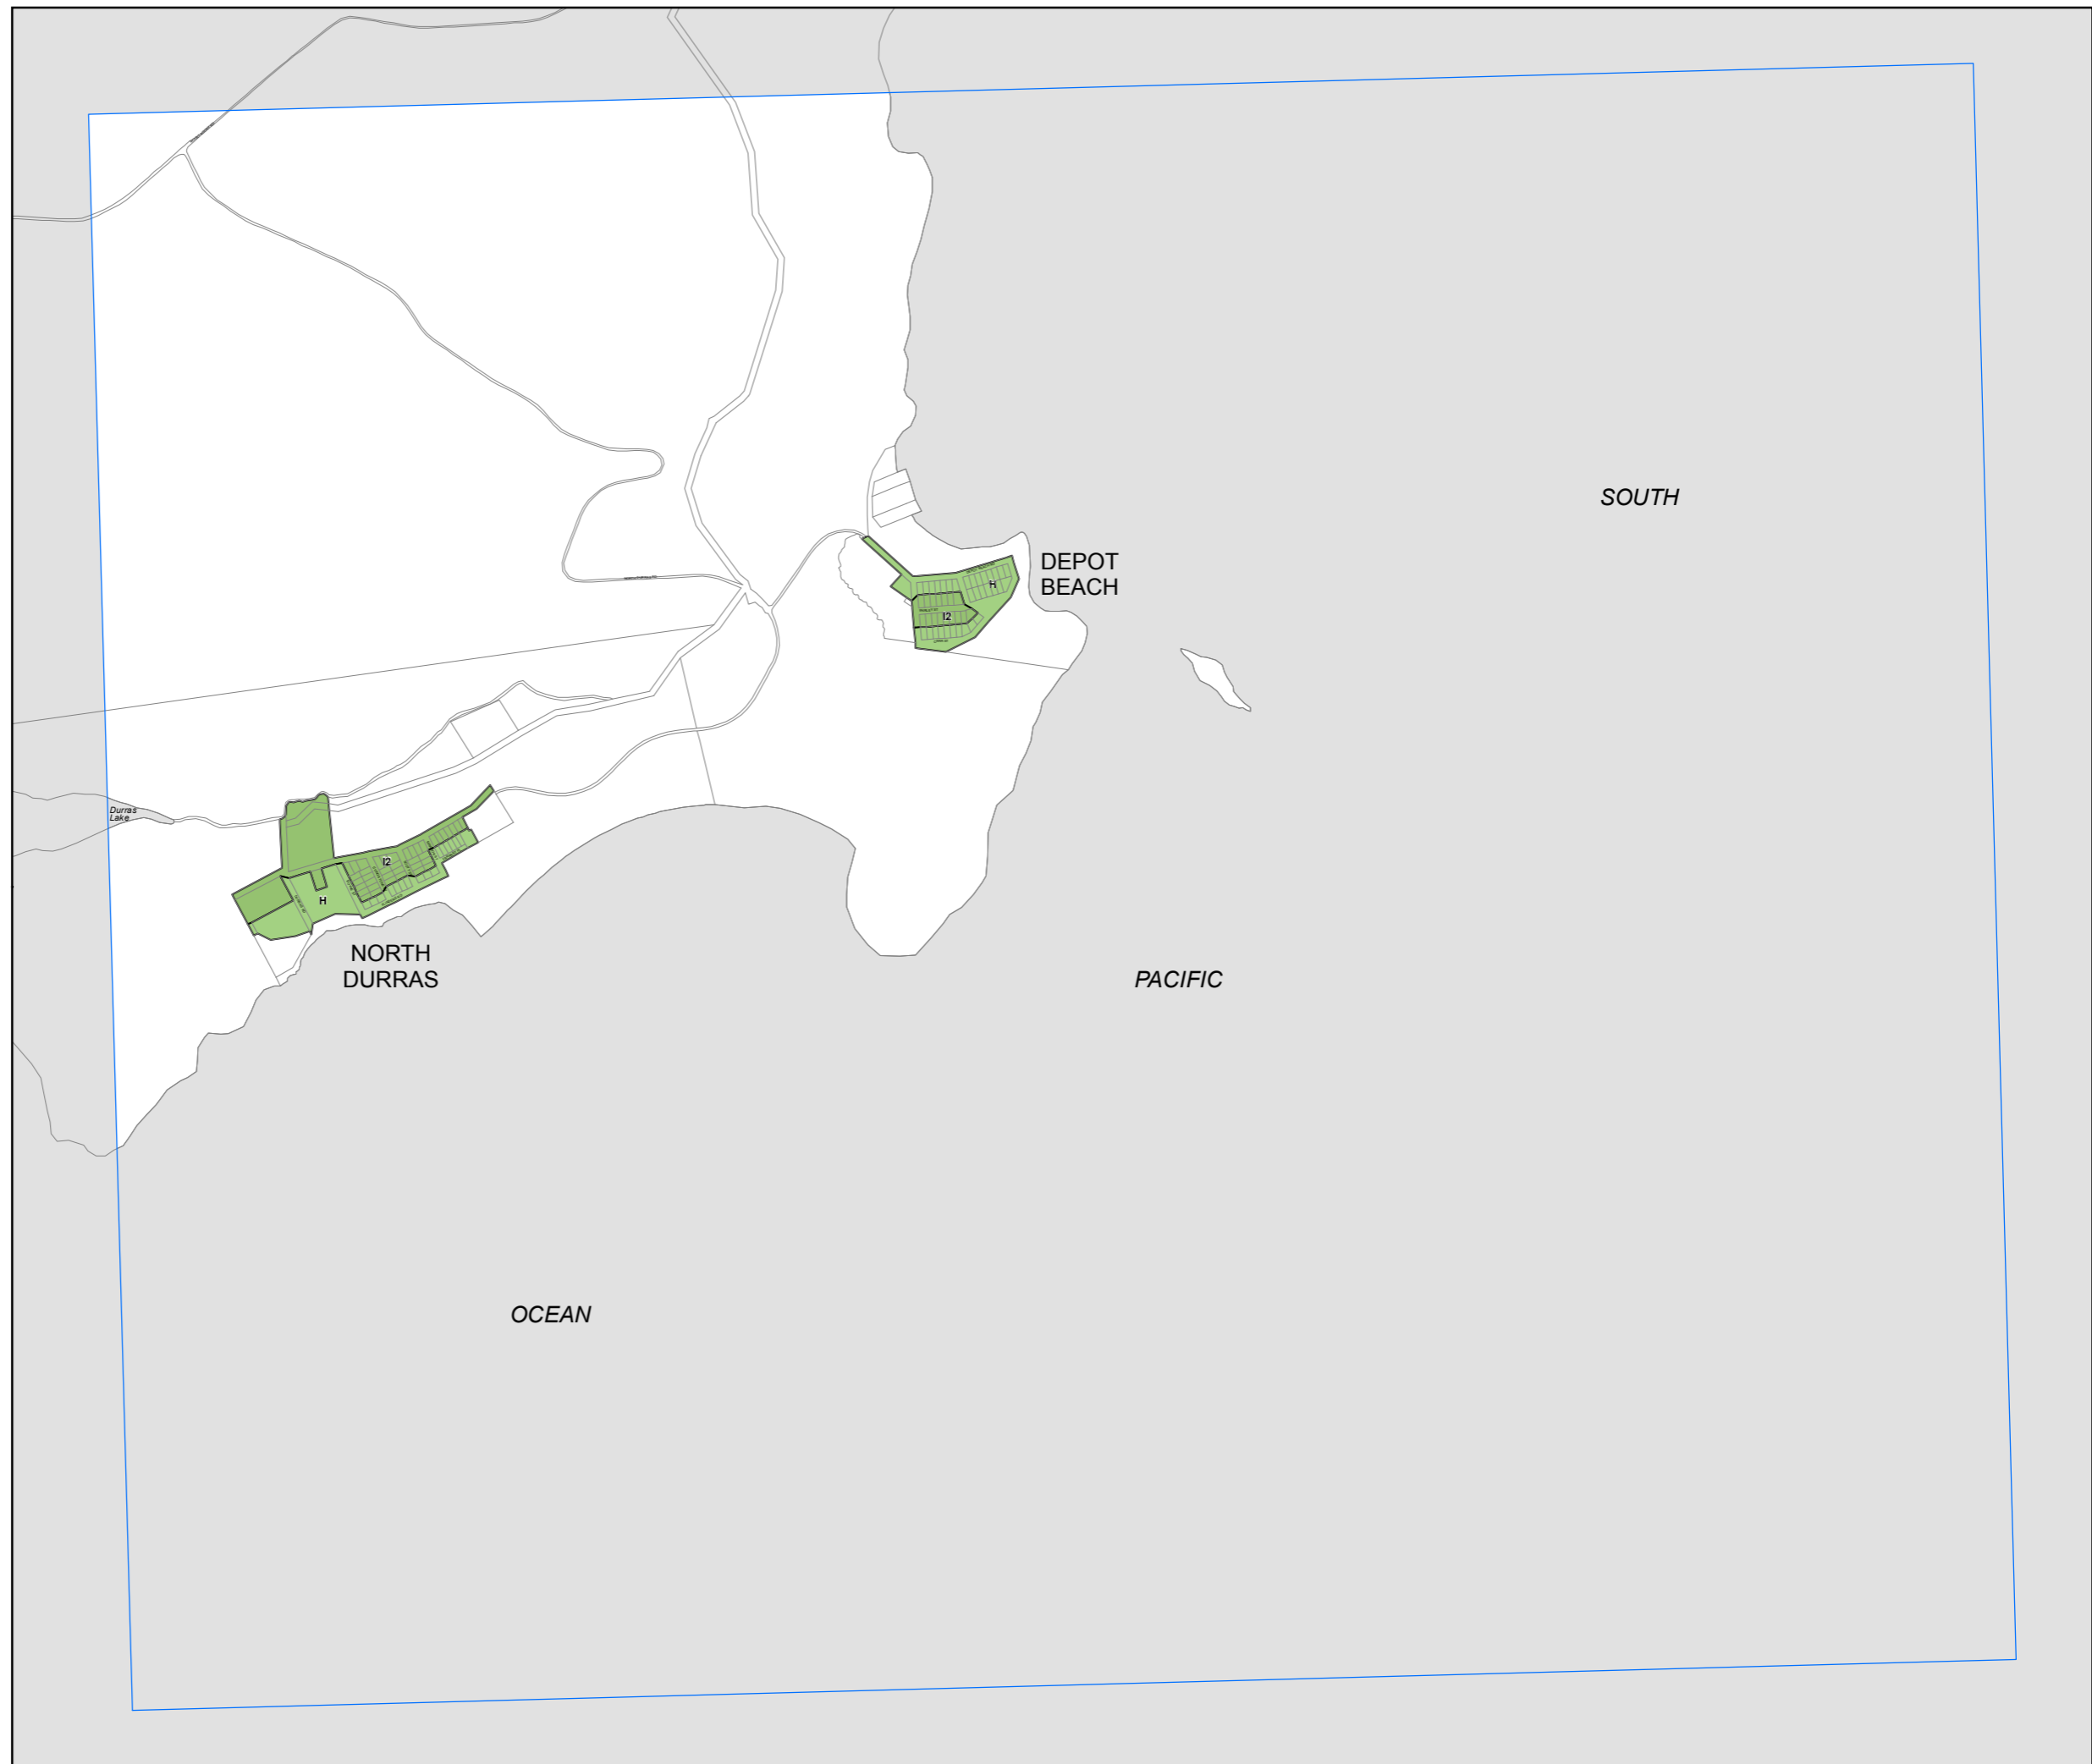 SOUTH
DEPOT
BEACH
H
I2
Durras
Lake
I2
H
NORTH
DURRAS
PACIFIC
OCEAN